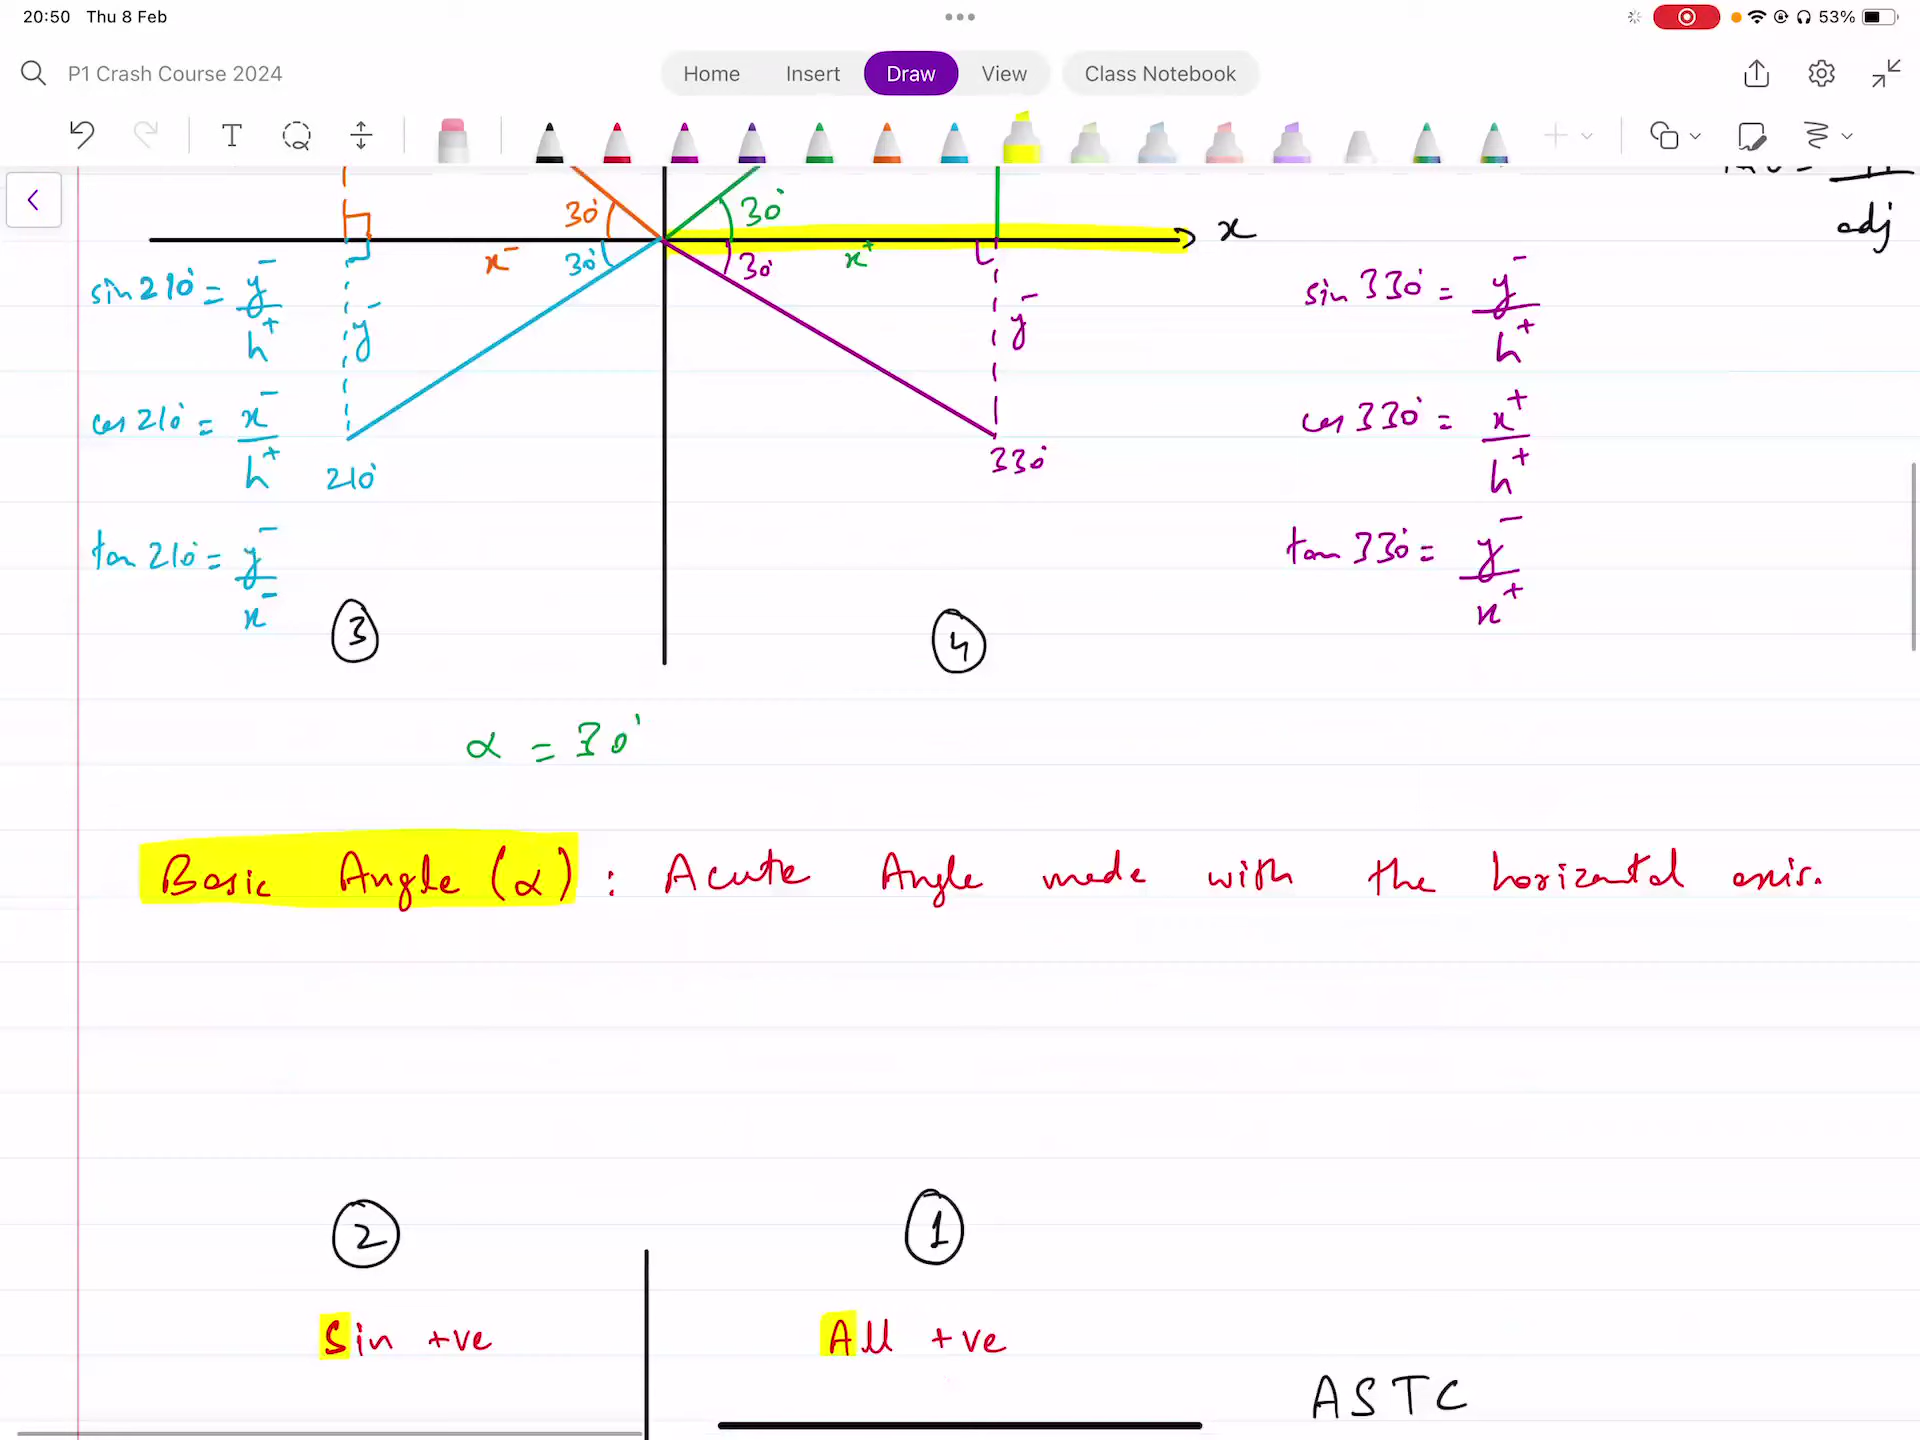 20:50 Thu 8 Feb
53%
P1 Crash Course 2024
Home Insert Draw View Class Notebook
T
adj
30° 30°
x
x⁻ 30° 30° x⁺
sin 210° = y⁻/h⁺
y⁻
y⁻
sin 330° = y⁻/h⁺
cos 210° = x⁻/h⁺
210°
330°
cos 330° = x⁺/h⁺
tan 210° = y⁻/x⁻
tan 330° = y⁻/x⁺
3
4
α = 30°
Basic Angle (α) : Acute Angle made with the horizontal axis.
2
1
Sin +ve
All +ve
ASTC